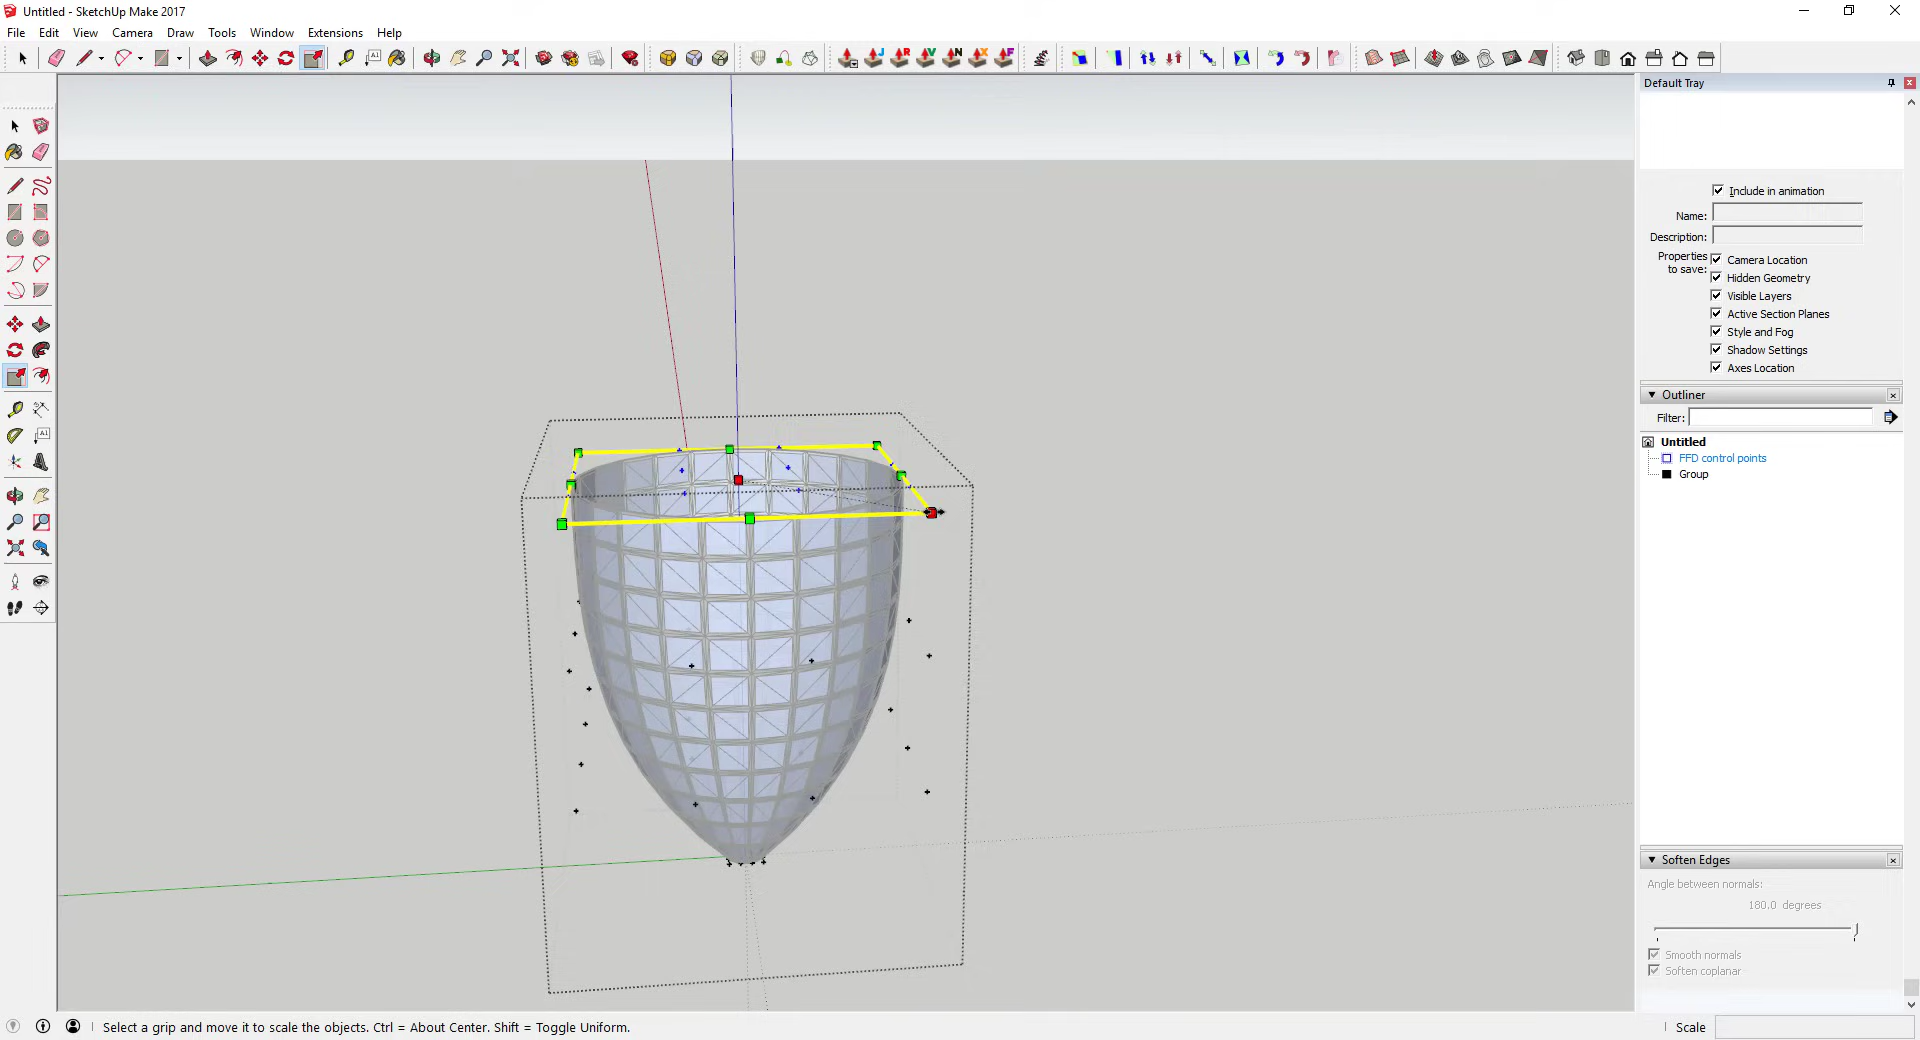 Untitled - SketchUp Make 2017
File Edit View Camera Draw Tools Window Extensions Help
Default Tray
Include in animation
Name:
Description:
Properties to save:
Camera Location
Hidden Geometry
Visible Layers
Active Section Planes
Style and Fog
Shadow Settings
Axes Location
Outliner
Filter:
Untitled
FFD control points
Group
Soften Edges
Angle between normals:
180.0 degrees
Smooth normals
Soften coplanar
Select a grip and move it to scale the objects. Ctrl = About Center. Shift = Toggle Uniform.
Scale